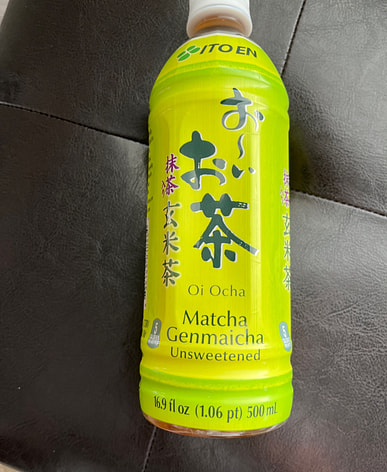 ITO EN
お～い
お茶
抹茶
玄米茶
Oi Ocha
Matcha
Genmaicha
Unsweetened
16.9 fl oz (1.06 pt) 500 mL